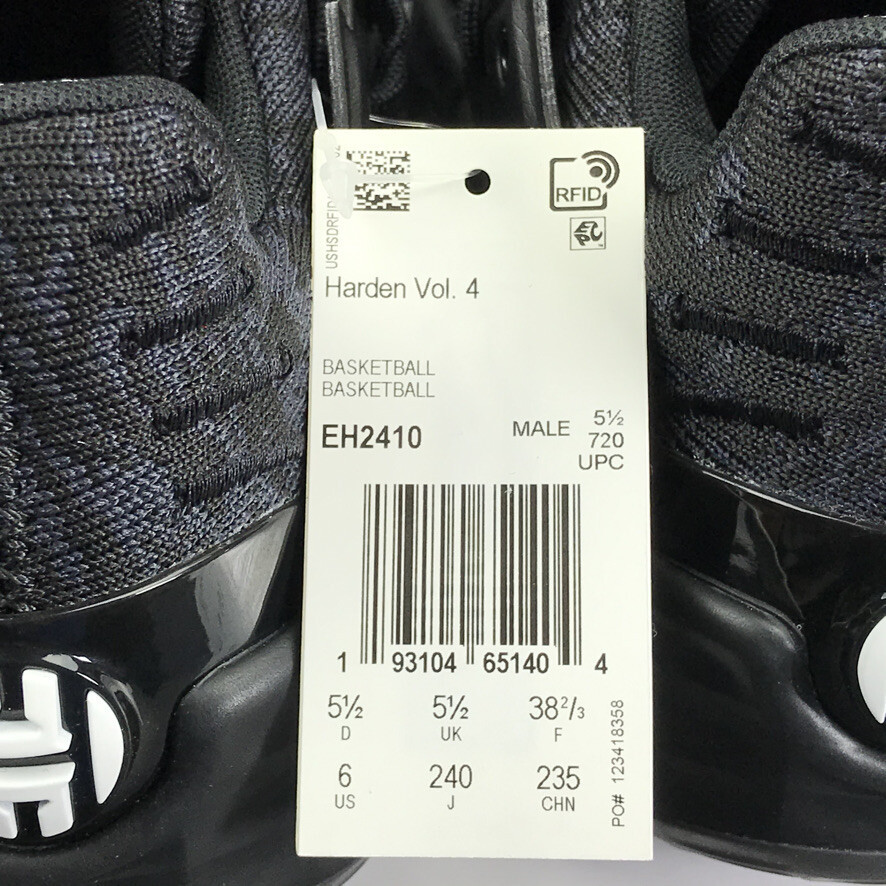 RFID
Harden Vol. 4
BASKETBALL
BASKETBALL
EH2410
MALE
5½
720
UPC
1 93104 65140 4
5½ 5½ 38²/₃
D UK F
6 240 235
US J CHN
PO# 123418358